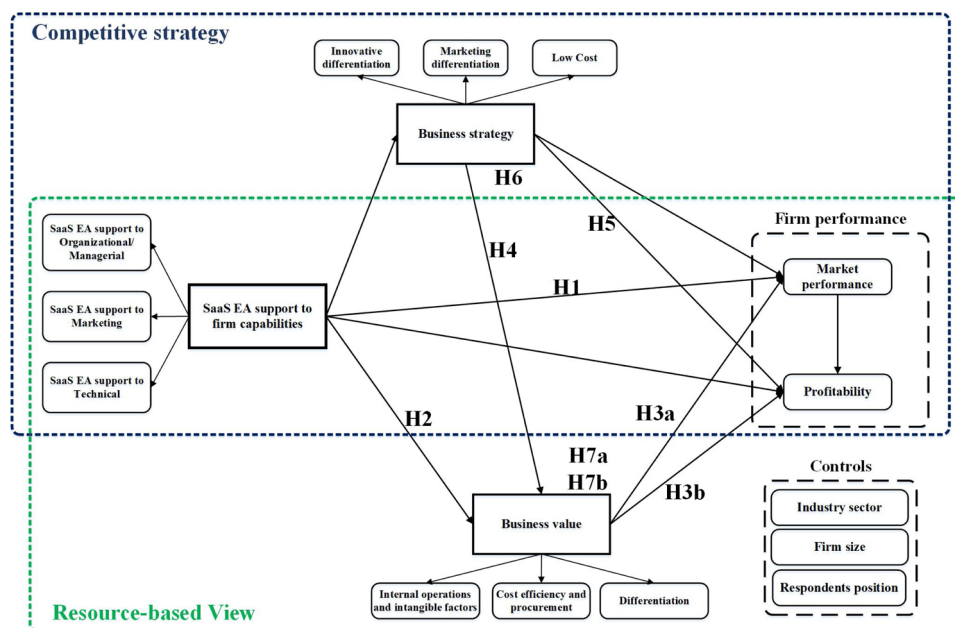 Competitive strategy
Innovative
differentiation
Marketing
differentiation
Low Cost
Business strategy
H6
SaaS EA support to
Organizational/
Managerial
SaaS EA support to
Marketing
SaaS EA support to
Technical
SaaS EA support to
firm capabilities
H4
H5
H1
Firm performance
Market
performance
Profitability
H2
H3a
H7a
H7b
H3b
Business value
Internal operations
and intangible factors
Cost efficiency and
procurement
Differentiation
Controls
Industry sector
Firm size
Respondents position
Resource-based View